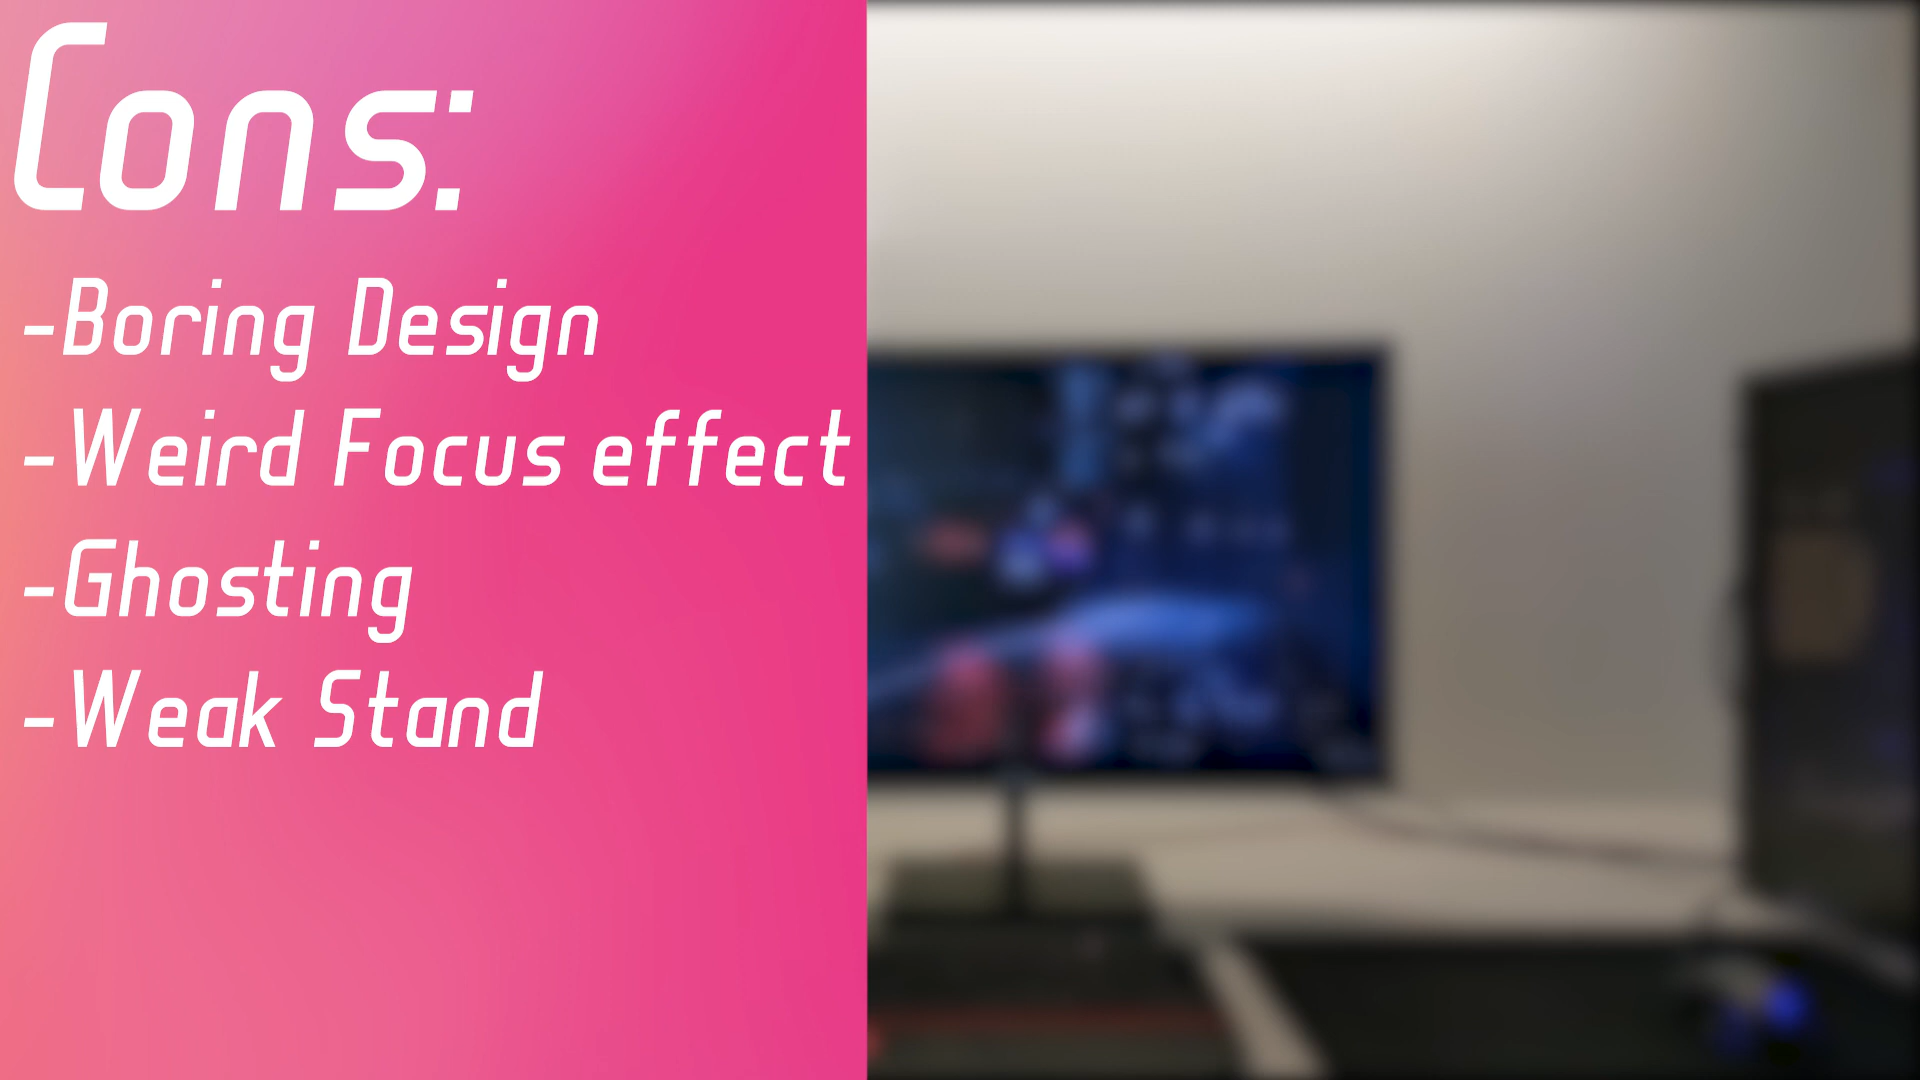 Cons:
-Boring Design
-Weird Focus effect
-Ghosting
-Weak Stand